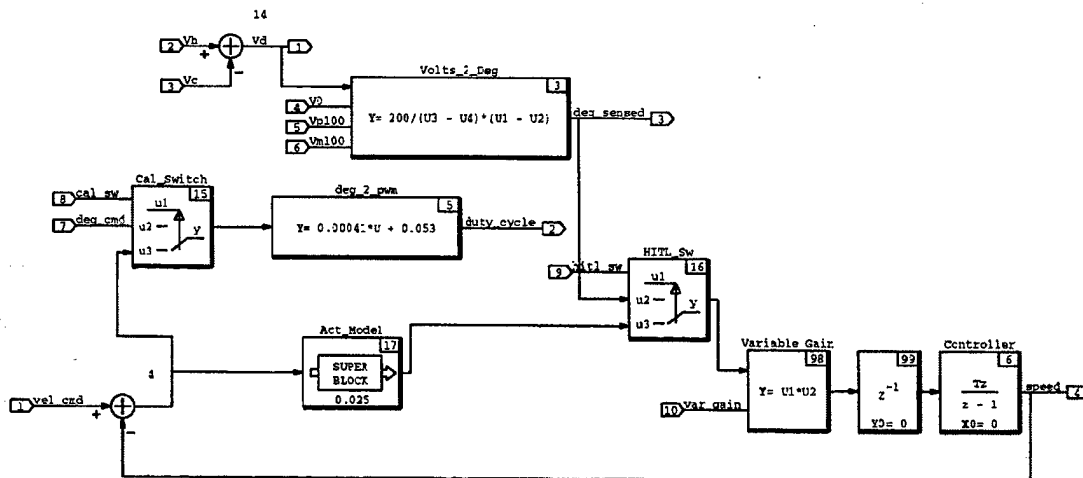 14
2 Vh + Vd 1
3 Vc −
Volts_2_Deg
3
4 V0
5 Vp100
6 Vm100
Y= 200/(U3 - U4)*(U1 - U2)
deg_sensed 3
Cal_Switch
15
8 cal_sw
7 deg_cmd
u1
u2
u3
y
deg_2_pwm
5
Y= 0.00041*U + 0.053
duty_cycle 2
HITL_Sw
16
9 hitl_sw
u1
u2
u3
y
Act_Model
17
SUPER
BLOCK
0.025
Variable Gain
98
Y= U1*U2
10 var_gain
99
z-1
Y0= 0
Controller
6
Tz
z - 1
X0= 0
speed 4
1 vel_cmd +
−